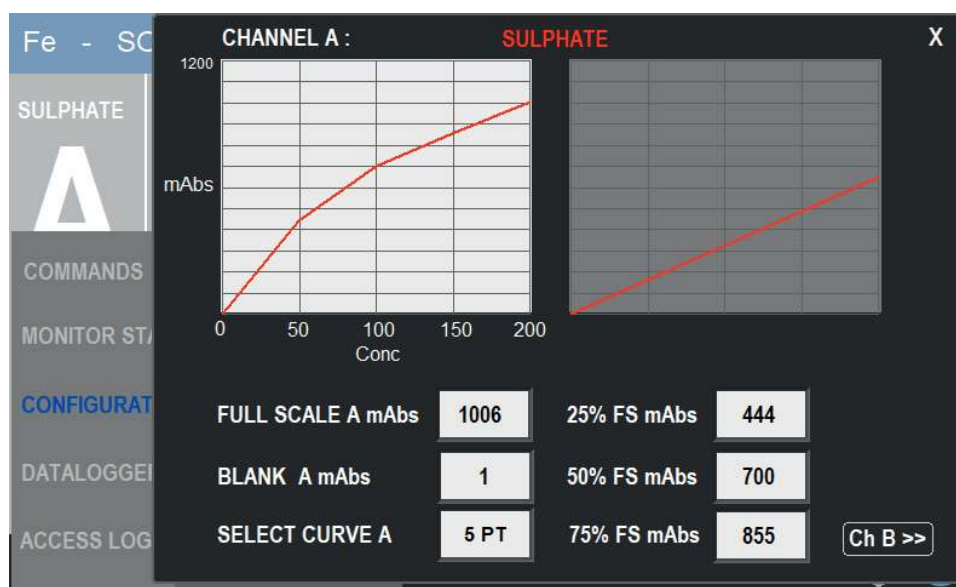 Fe - SC
CHANNEL A : SULPHATE X
1200
SULPHATE
A
mAbs
0 50 100 150 200
Conc
COMMANDS
MONITOR STA
CONFIGURAT
DATALOGGE
ACCESS LOG
FULL SCALE A mAbs 1006 25% FS mAbs 444
BLANK A mAbs 1 50% FS mAbs 700
SELECT CURVE A 5 PT 75% FS mAbs 855
Ch B >>